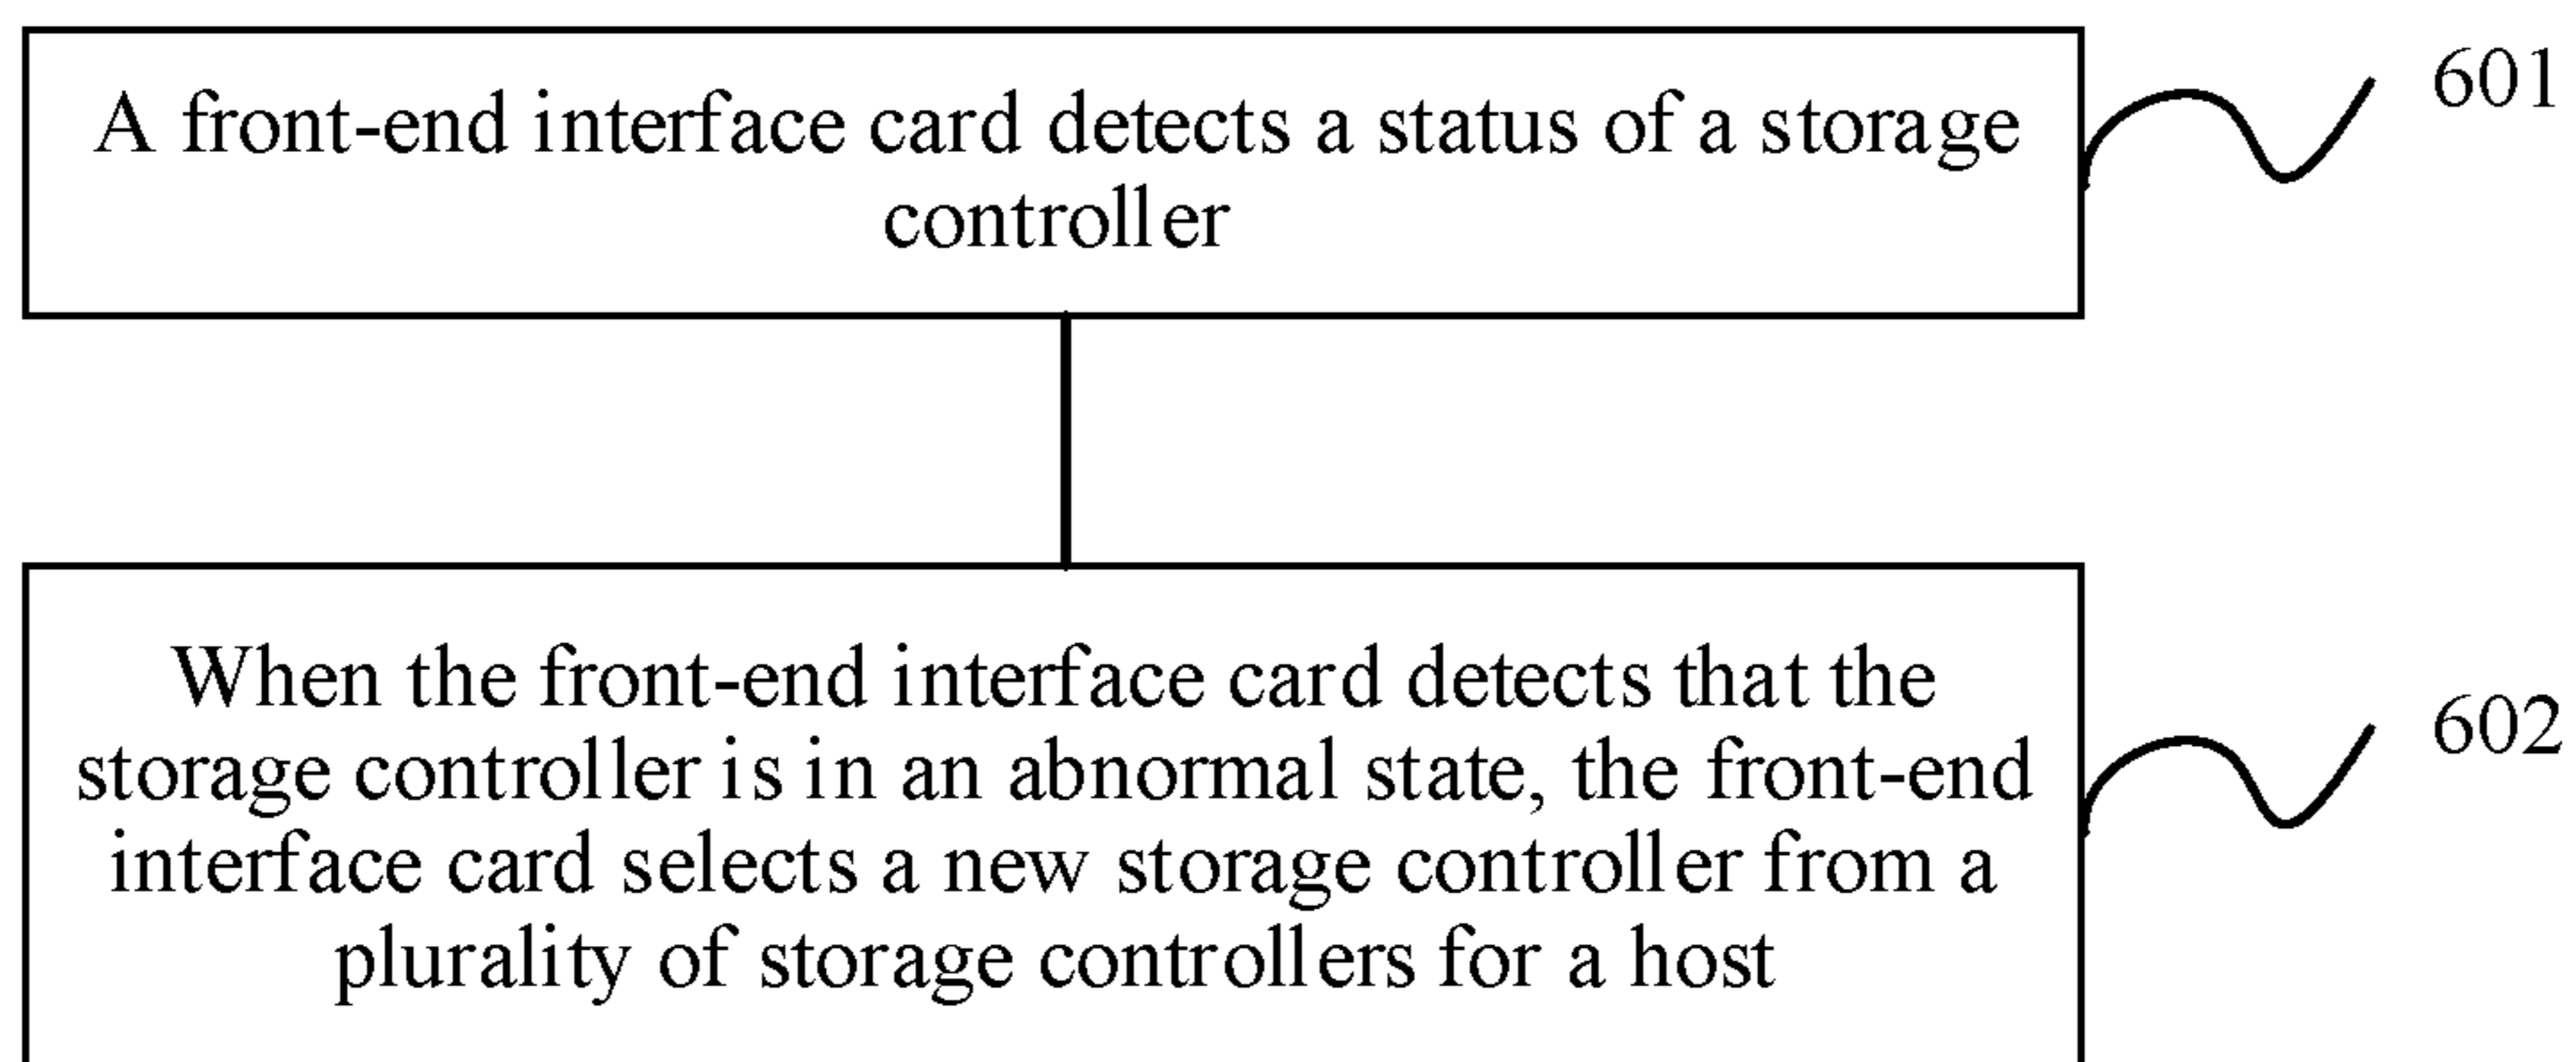 A front-end interface card detects a status of a storage
controller
601
When the front-end interface card detects that the
storage controller is in an abnormal state, the front-end
interface card selects a new storage controller from a
plurality of storage controllers for a host
602